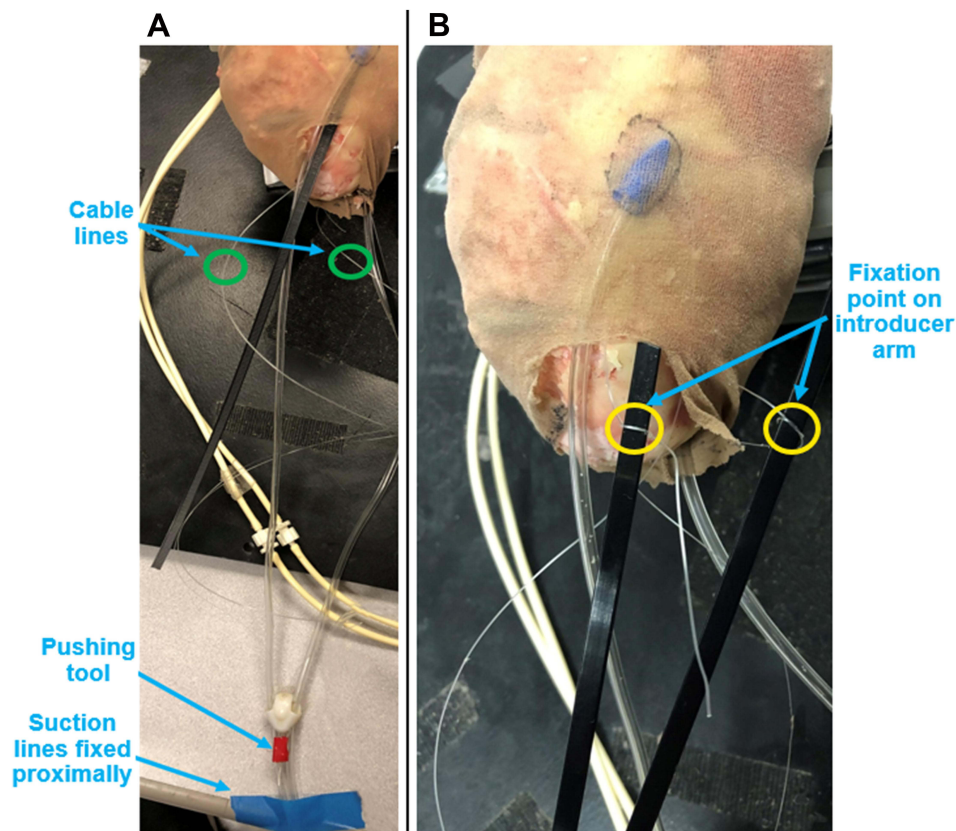 A
B
Cable
lines
Fixation
point on
introducer
arm
Pushing
tool
Suction
lines fixed
proximally